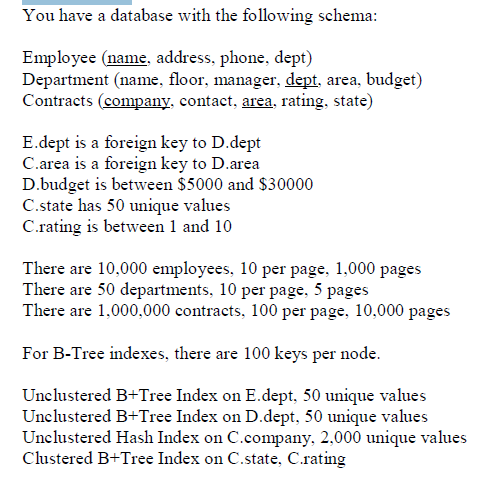 You have a database with the following schema:
Employee (name, address, phone, dept)
Department (name, floor, manager, dept, area, budget)
Contracts (company, contact, area, rating, state)
E.dept is a foreign key to D.dept
C.area is a foreign key to D.area
D.budget is between $5000 and $30000
C.state has 50 unique values
C.rating is between 1 and 10
There are 10,000 employees, 10 per page, 1,000 pages
There are 50 departments, 10 per page, 5 pages
There are 1,000,000 contracts, 100 per page, 10,000 pages
For B-Tree indexes, there are 100 keys per node.
Unclustered B+Tree Index on E.dept, 50 unique values
Unclustered B+Tree Index on D.dept, 50 unique values
Unclustered Hash Index on C.company, 2,000 unique values
Clustered B+Tree Index on C.state, C.rating